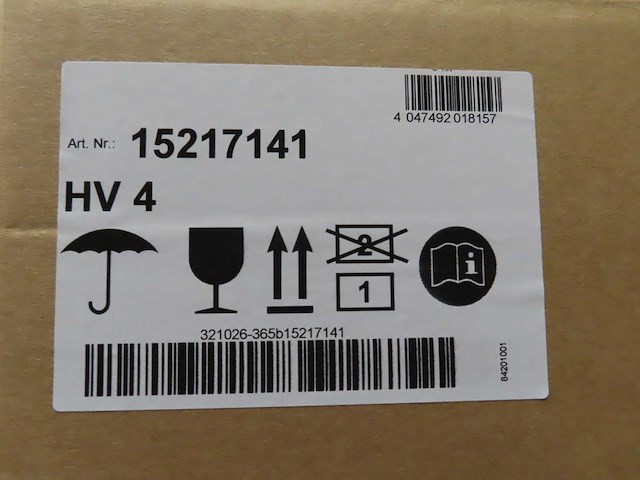 4 047492 018157
Art. Nr.: 15217141
HV 4
2
1
i
321026-365b15217141
84201001